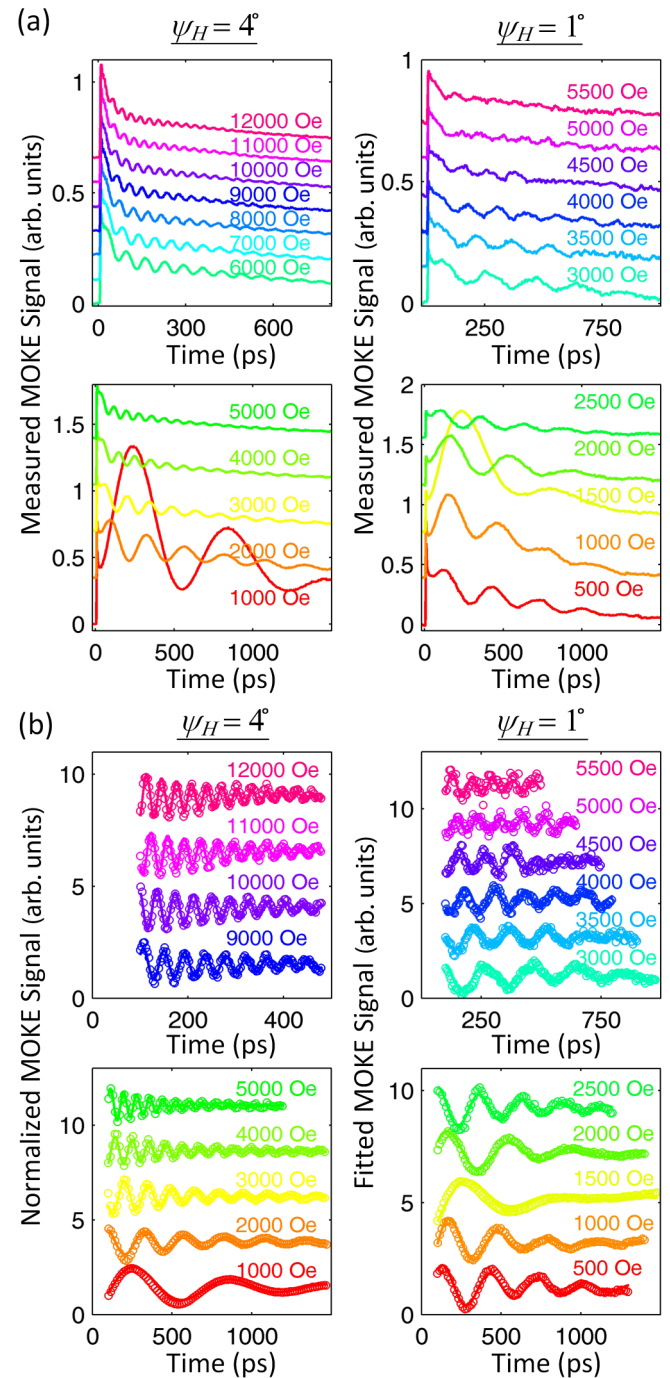 (a)
ψH = 4°
ψH = 1°
Measured MOKE Signal (arb. units)
1
0.5
0
12000 Oe
11000 Oe
10000 Oe
9000 Oe
8000 Oe
7000 Oe
6000 Oe
0 300 600
Time (ps)
Measured MOKE Signal (arb. units)
1
0.5
0
5500 Oe
5000 Oe
4500 Oe
4000 Oe
3500 Oe
3000 Oe
250 750
Time (ps)
1.5
1
0.5
0
5000 Oe
4000 Oe
3000 Oe
2000 Oe
1000 Oe
0 500 1000
Time (ps)
2
1.5
1
0.5
0
2500 Oe
2000 Oe
1500 Oe
1000 Oe
500 Oe
0 500 1000
Time (ps)
(b)
ψH = 4°
ψH = 1°
Normalized MOKE Signal (arb. units)
10
5
0
12000 Oe
11000 Oe
10000 Oe
9000 Oe
0 200 400
Time (ps)
Fitted MOKE Signal (arb. units)
10
5
0
5500 Oe
5000 Oe
4500 Oe
4000 Oe
3500 Oe
3000 Oe
250 750
Time (ps)
10
5
0
5000 Oe
4000 Oe
3000 Oe
2000 Oe
1000 Oe
0 500 1000
Time (ps)
10
5
0
2500 Oe
2000 Oe
1500 Oe
1000 Oe
500 Oe
0 500 1000
Time (ps)